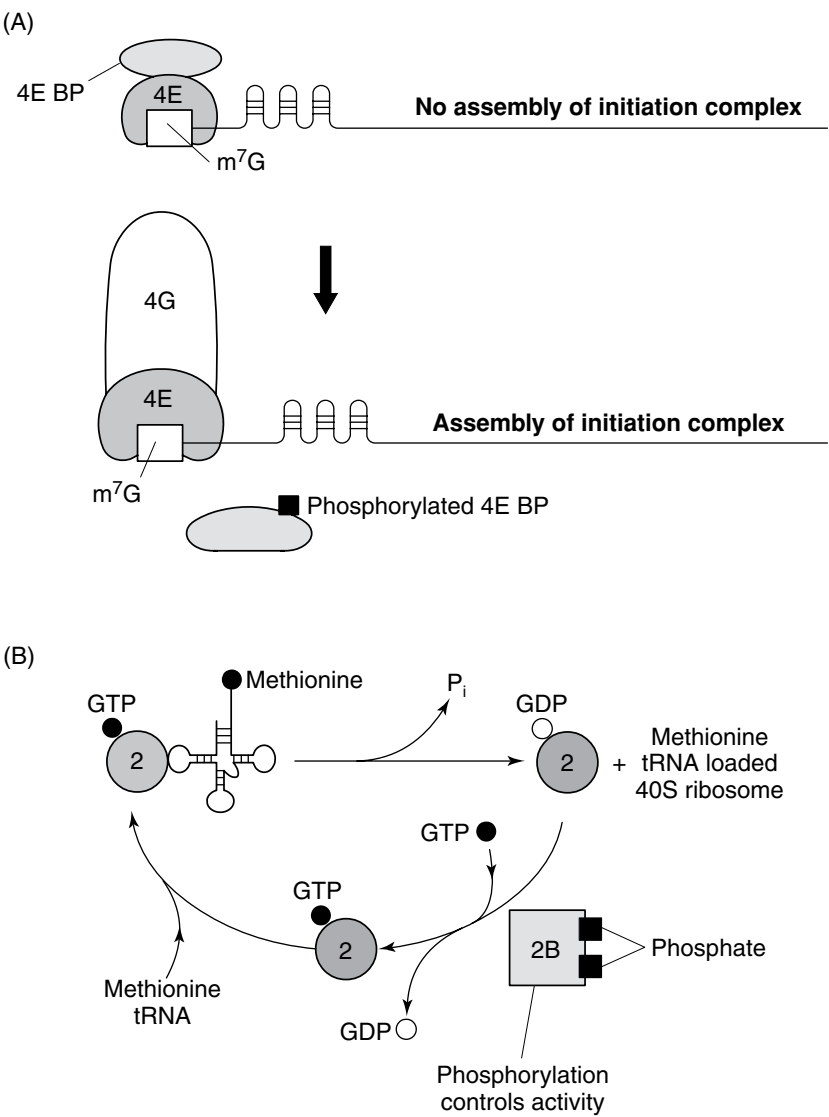 (A)
4E BP
4E
m⁷G
No assembly of initiation complex
4G
4E
m⁷G
Assembly of initiation complex
Phosphorylated 4E BP
(B)
GTP
2
Methionine
Pᵢ
GDP
2
+
Methionine
tRNA loaded
40S ribosome
GTP
GTP
2
Methionine
tRNA
GDP
2B
Phosphate
Phosphorylation
controls activity